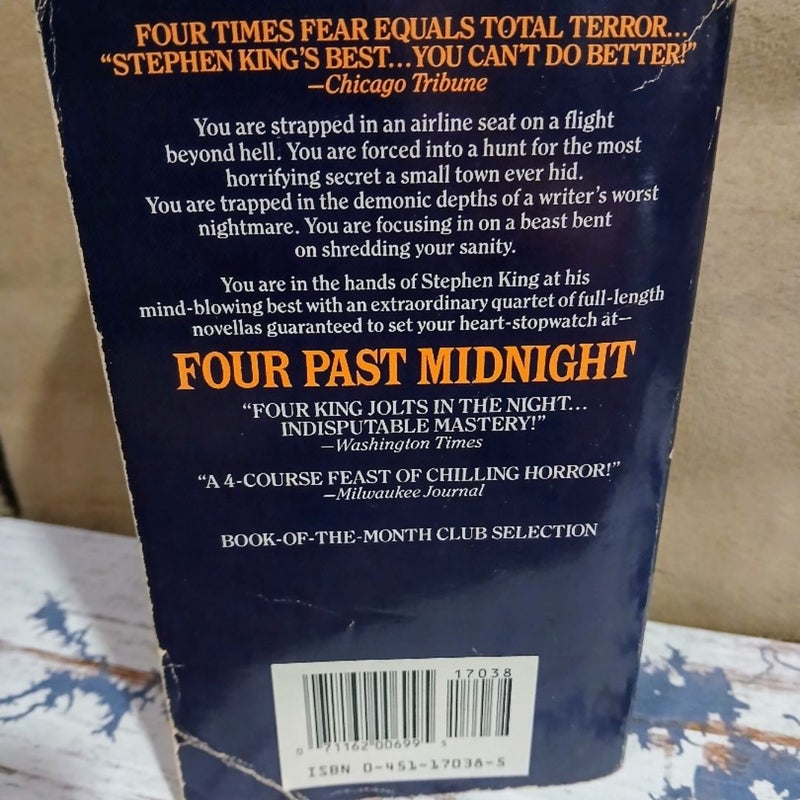 FOUR TIMES FEAR EQUALS TOTAL TERROR...
“STEPHEN KING'S BEST...YOU CAN'T DO BETTER!”
—Chicago Tribune
You are strapped in an airline seat on a flight
beyond hell. You are forced into a hunt for the most
horrifying secret a small town ever hid.
You are trapped in the demonic depths of a writer's worst
nightmare. You are focusing in on a beast bent
on shredding your sanity.
You are in the hands of Stephen King at his
mind-blowing best with an extraordinary quartet of full-length
novellas guaranteed to set your heart-stopwatch at—
FOUR PAST MIDNIGHT
“FOUR KING JOLTS IN THE NIGHT...
INDISPUTABLE MASTERY!”
—Washington Times
“A 4-COURSE FEAST OF CHILLING HORROR!”
—Milwaukee Journal
BOOK-OF-THE-MONTH CLUB SELECTION
17038
0 71162 00699 5
ISBN 0-451-17038-5